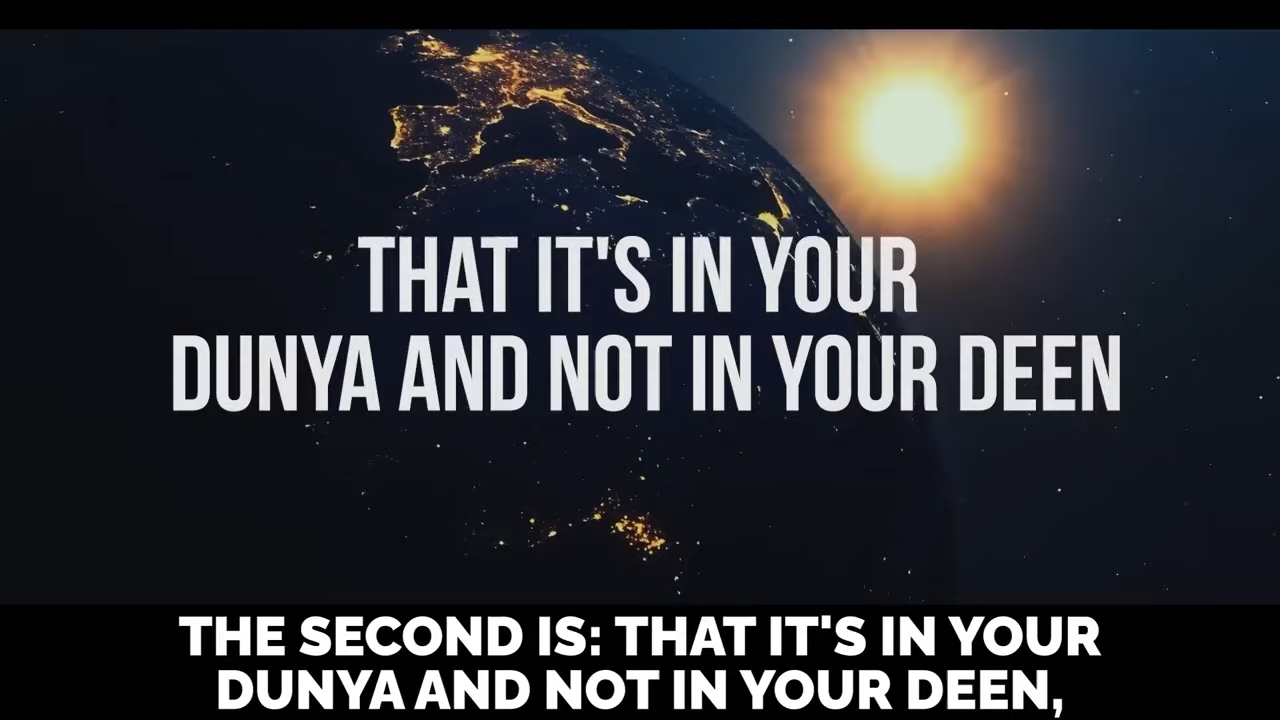 THAT IT'S IN YOUR
DUNYA AND NOT IN YOUR DEEN
THE SECOND IS: THAT IT'S IN YOUR
DUNYA AND NOT IN YOUR DEEN,